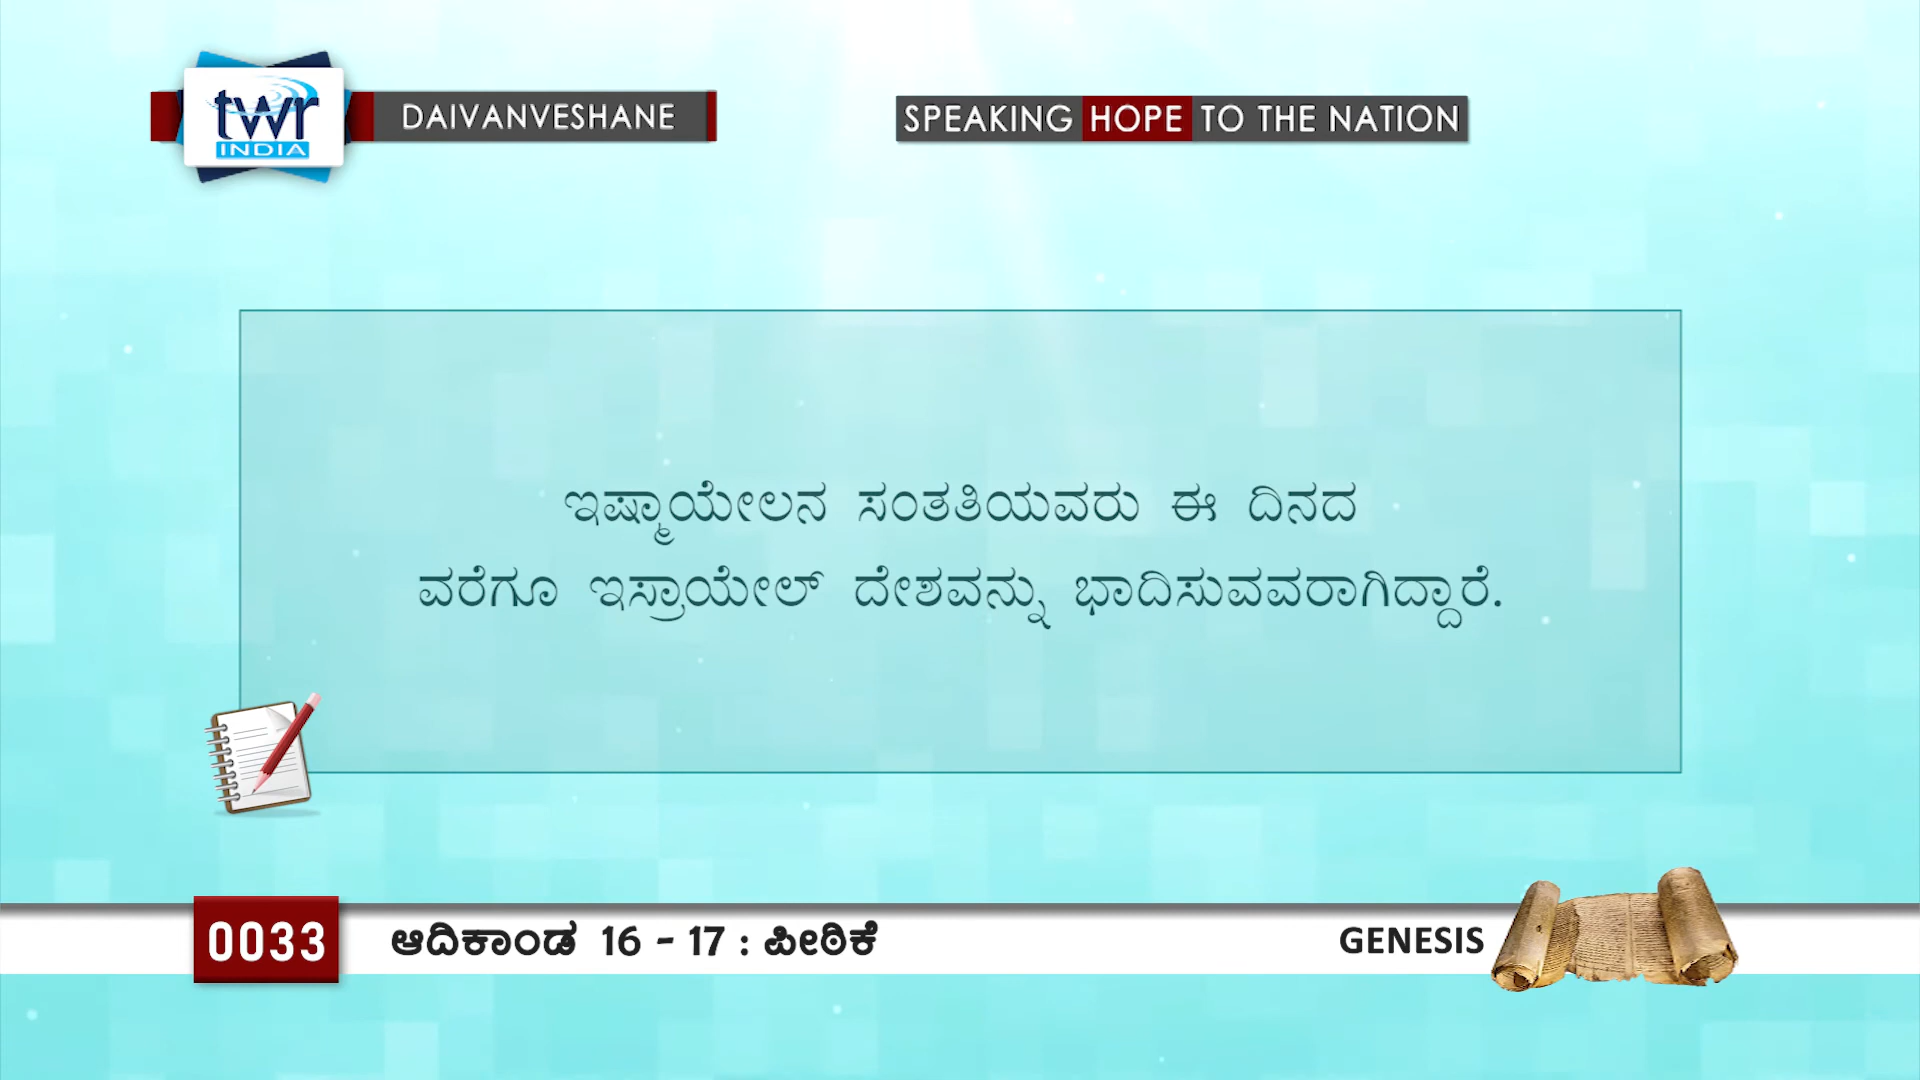 twr
INDIA
DAIVANVESHANE
SPEAKING HOPE TO THE NATION
ಇಷ್ಮಾಯೇಲನ ಸಂತತಿಯವರು ಈ ದಿನದ
ವರೆಗೂ ಇಸ್ರಾಯೇಲ್ ದೇಶವನ್ನು ಭಾದಿಸುವವರಾಗಿದ್ದಾರೆ.
0033
ಆದಿಕಾಂಡ 16 - 17 : ಪೀಠಿಕೆ
GENESIS